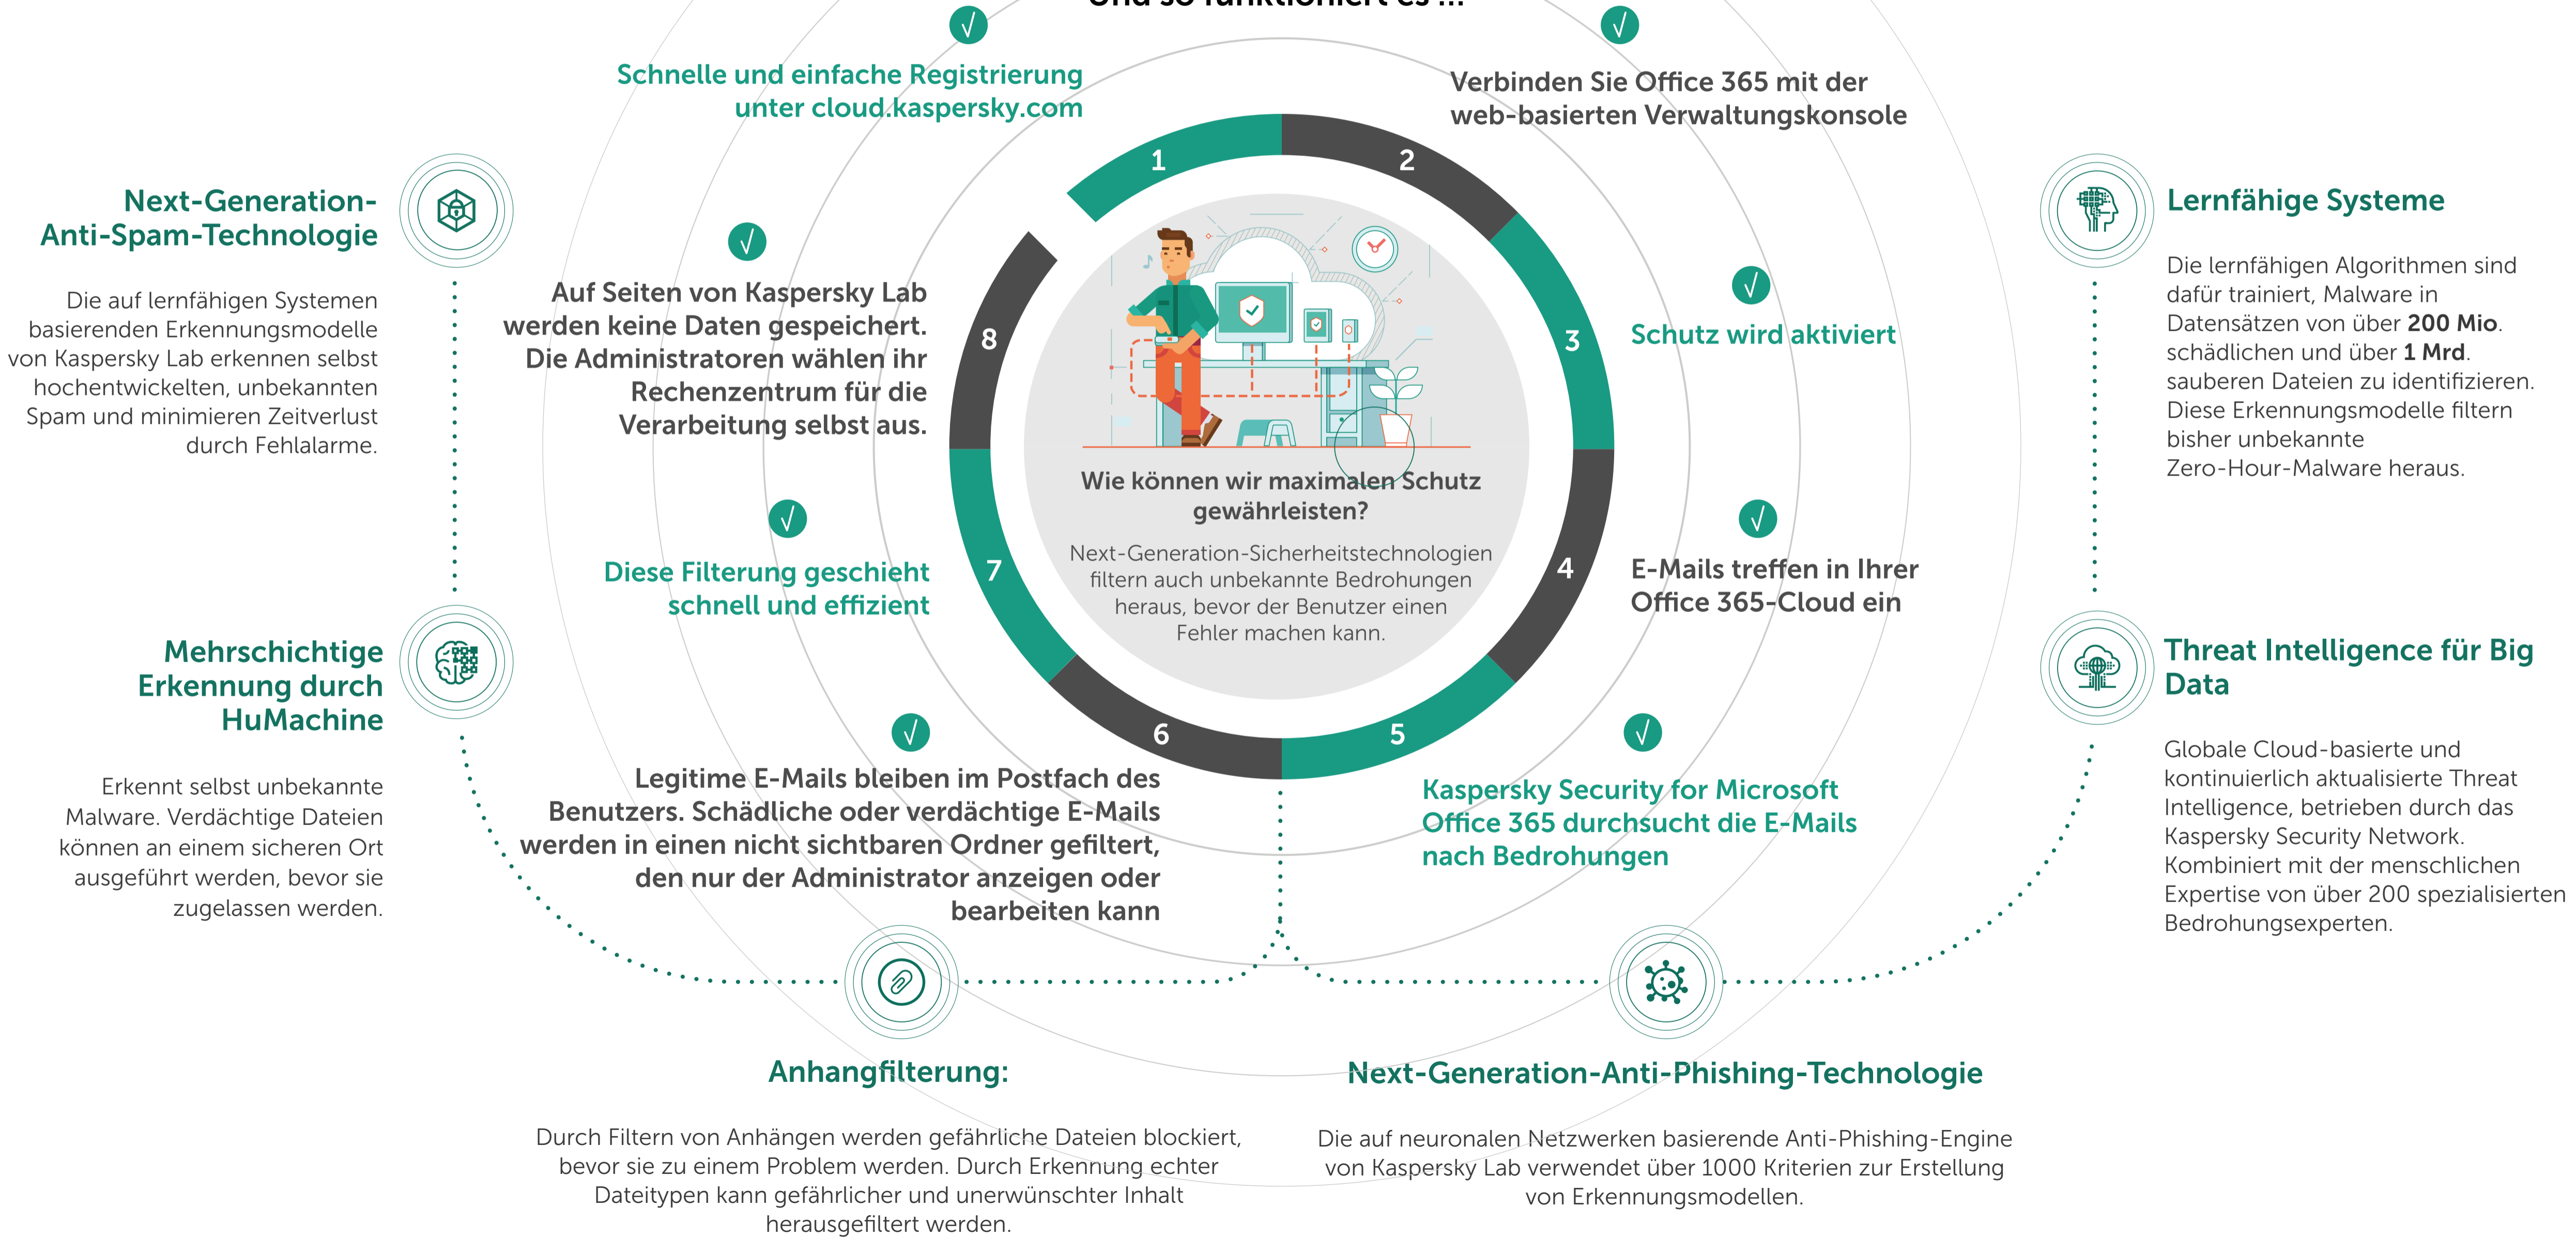 Und so funktioniert es ...
Schnelle und einfache Registrierung
unter cloud.kaspersky.com
Verbinden Sie Office 365 mit der
web-basierten Verwaltungskonsole
1
2
3
4
5
6
7
8
Schutz wird aktiviert
E-Mails treffen in Ihrer
Office 365-Cloud ein
Kaspersky Security for Microsoft
Office 365 durchsucht die E-Mails
nach Bedrohungen
Legitime E-Mails bleiben im Postfach des
Benutzers. Schädliche oder verdächtige E-Mails
werden in einen nicht sichtbaren Ordner gefiltert,
den nur der Administrator anzeigen oder
bearbeiten kann
Diese Filterung geschieht
schnell und effizient
Auf Seiten von Kaspersky Lab
werden keine Daten gespeichert.
Die Administratoren wählen ihr
Rechenzentrum für die
Verarbeitung selbst aus.
Wie können wir maximalen Schutz
gewährleisten?
Next-Generation-Sicherheitstechnologien
filtern auch unbekannte Bedrohungen
heraus, bevor der Benutzer einen
Fehler machen kann.
Next-Generation-
Anti-Spam-Technologie
Die auf lernfähigen Systemen
basierenden Erkennungsmodelle
von Kaspersky Lab erkennen selbst
hochentwickelten, unbekannten
Spam und minimieren Zeitverlust
durch Fehlalarme.
Mehrschichtige
Erkennung durch
HuMachine
Erkennt selbst unbekannte
Malware. Verdächtige Dateien
können an einem sicheren Ort
ausgeführt werden, bevor sie
zugelassen werden.
Lernfähige Systeme
Die lernfähigen Algorithmen sind
dafür trainiert, Malware in
Datensätzen von über 200 Mio.
schädlichen und über 1 Mrd.
sauberen Dateien zu identifizieren.
Diese Erkennungsmodelle filtern
bisher unbekannte
Zero-Hour-Malware heraus.
Threat Intelligence für Big
Data
Globale Cloud-basierte und
kontinuierlich aktualisierte Threat
Intelligence, betrieben durch das
Kaspersky Security Network.
Kombiniert mit der menschlichen
Expertise von über 200 spezialisierten
Bedrohungsexperten.
Anhangfilterung:
Durch Filtern von Anhängen werden gefährliche Dateien blockiert,
bevor sie zu einem Problem werden. Durch Erkennung echter
Dateitypen kann gefährlicher und unerwünschter Inhalt
herausgefiltert werden.
Next-Generation-Anti-Phishing-Technologie
Die auf neuronalen Netzwerken basierende Anti-Phishing-Engine
von Kaspersky Lab verwendet über 1000 Kriterien zur Erstellung
von Erkennungsmodellen.